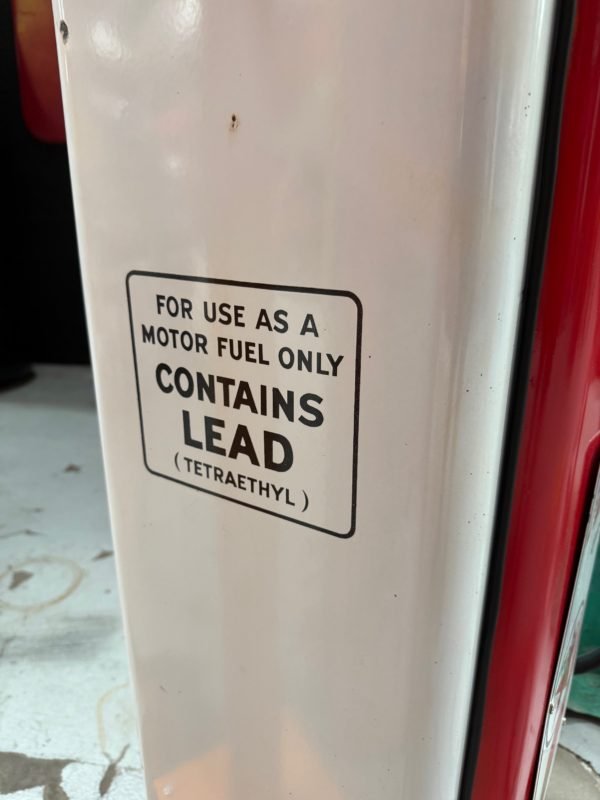 FOR USE AS A
MOTOR FUEL ONLY
CONTAINS
LEAD
(TETRAETHYL)